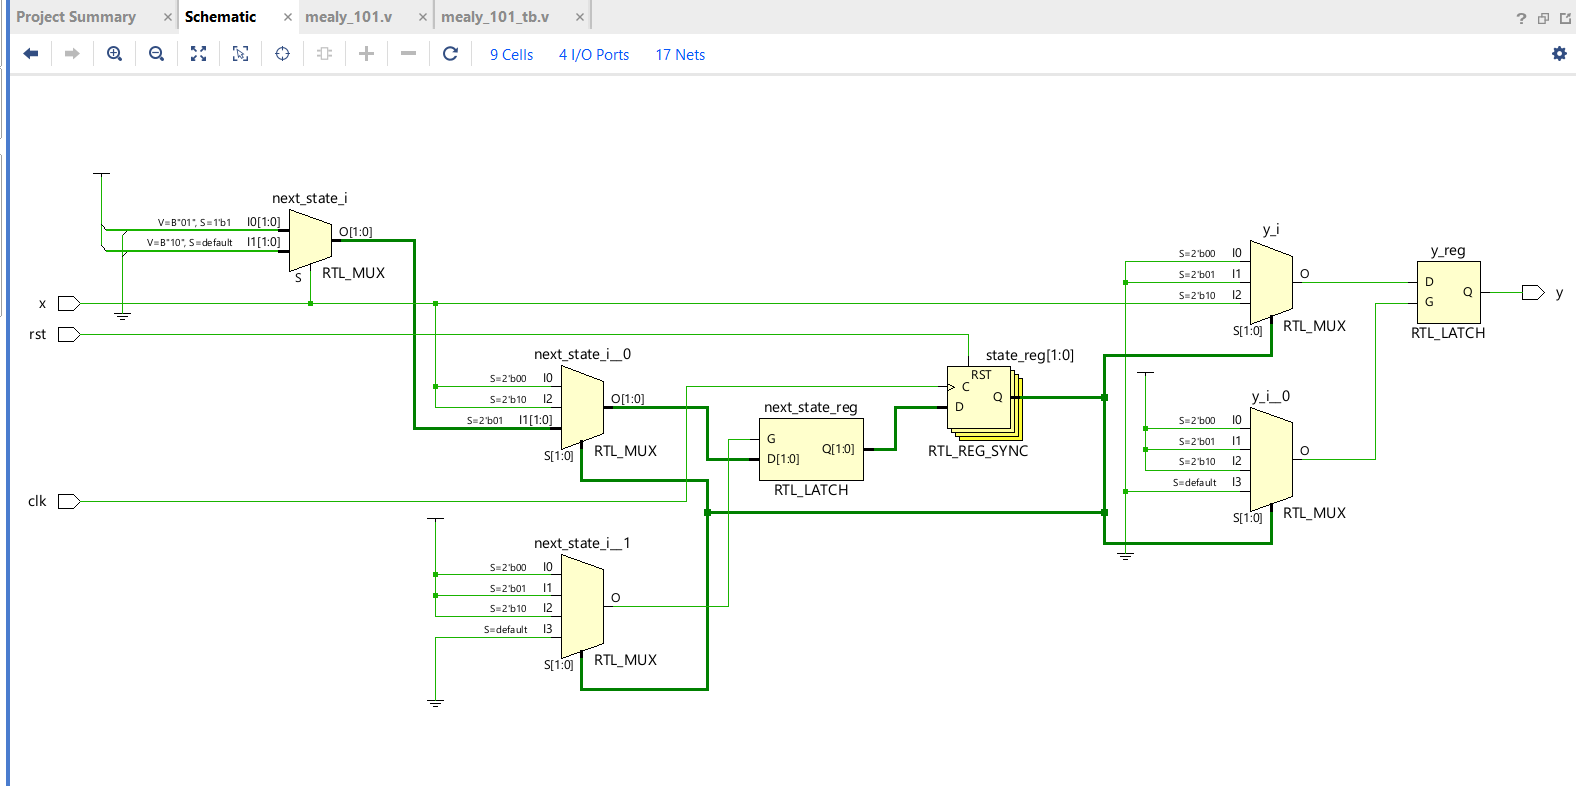 Project Summary × Schematic × mealy_101.v × mealy_101_tb.v ×
?
9 Cells 4 I/O Ports 17 Nets
next_state_i
V=B"01", S=1'b1 I0[1:0]
V=B"10", S=default I1[1:0]
O[1:0]
S
RTL_MUX
x
rst
clk
next_state_i__0
S=2'b00 I0
S=2'b10 I2
S=2'b01 I1[1:0]
O[1:0]
S[1:0]
RTL_MUX
next_state_i__1
S=2'b00 I0
S=2'b01 I1
S=2'b10 I2
S=default I3
O
S[1:0]
RTL_MUX
next_state_reg
G
D[1:0]
Q[1:0]
RTL_LATCH
state_reg[1:0]
RST
C
D
Q
RTL_REG_SYNC
y_i
S=2'b00 I0
S=2'b01 I1
S=2'b10 I2
O
S[1:0]
RTL_MUX
y_i__0
S=2'b00 I0
S=2'b01 I1
S=2'b10 I2
S=default I3
O
S[1:0]
RTL_MUX
y_reg
D
G
Q
RTL_LATCH
y